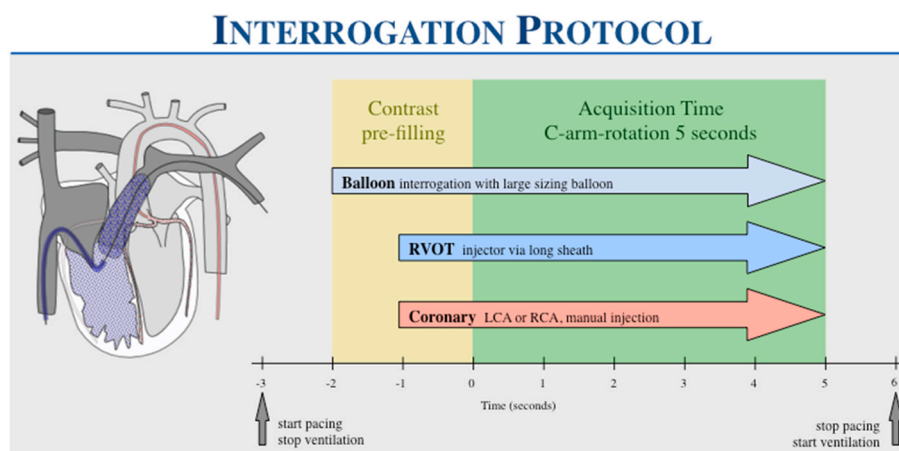 INTERROGATION PROTOCOL
Contrast
pre-filling
Acquisition Time
C-arm-rotation 5 seconds
Balloon interrogation with large sizing balloon
RVOT injector via long sheath
Coronary LCA or RCA, manual injection
-3 -2 -1 0 1 2 3 4 5 6
Time (seconds)
start pacing
stop ventilation
stop pacing
start ventilation